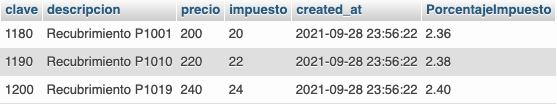 clave descripcion precio impuesto created_at PorcentajeImpuesto
1180 Recubrimiento P1001 200 20 2021-09-28 23:56:22 2.36
1190 Recubrimiento P1010 220 22 2021-09-28 23:56:22 2.38
1200 Recubrimiento P1019 240 24 2021-09-28 23:56:22 2.40